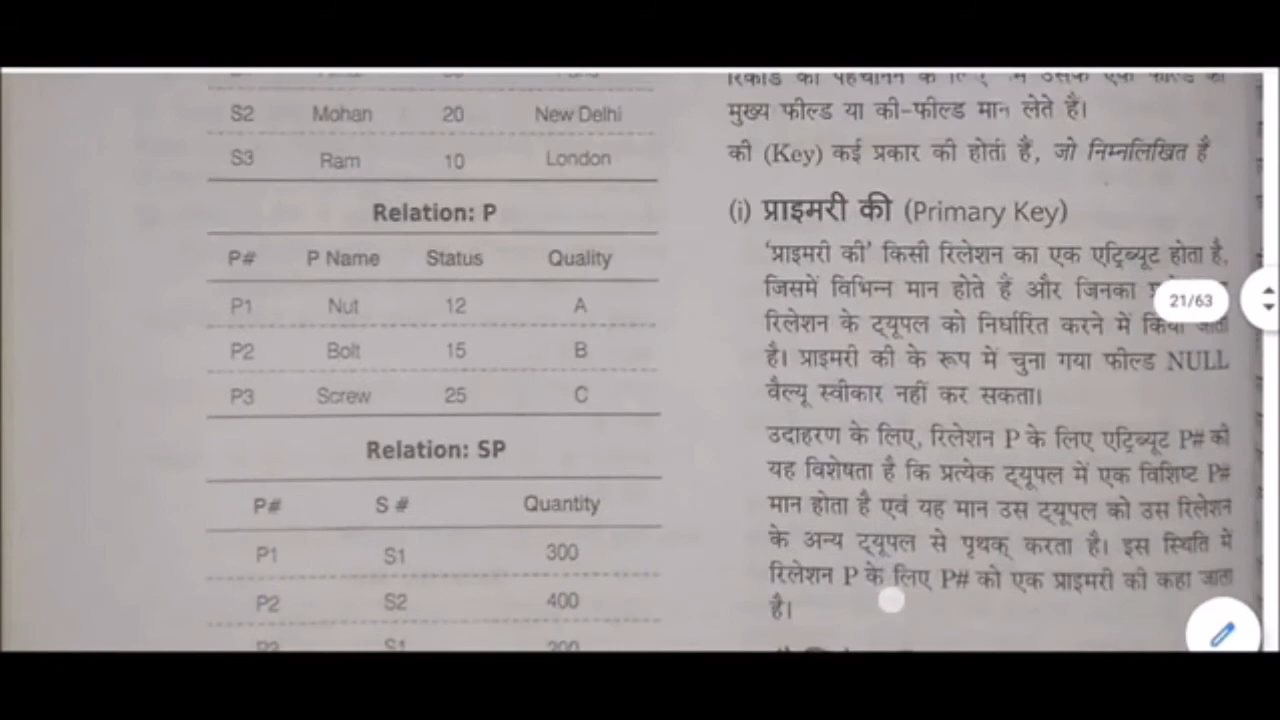 S2 Mohan 20 New Delhi
S3 Ram 10 London
Relation: P
P# P Name Status Quality
P1 Nut 12 A
P2 Bolt 15 B
P3 Screw 25 C
Relation: SP
P# S # Quantity
P1 S1 300
P2 S2 400
S1
मुख्य फील्ड या की-फील्ड मान लेते हैं।
की (Key) कई प्रकार की होती हैं, जो निम्नलिखित है
(i) प्राइमरी की (Primary Key)
'प्राइमरी की' किसी रिलेशन का एक एट्रिब्यूट होता है,
जिसमें विभिन्न मान होते हैं और जिनका
रिलेशन के ट्यूपल को निर्धारित करने में किया जाता
है। प्राइमरी की के रूप में चुना गया फील्ड NULL
वैल्यू स्वीकार नहीं कर सकता।
उदाहरण के लिए, रिलेशन P के लिए एट्रिब्यूट P# की
यह विशेषता है कि प्रत्येक ट्यूपल में एक विशिष्ट P#
मान होता है एवं यह मान उस ट्यूपल को उस रिलेशन
के अन्य ट्यूपल से पृथक् करता है। इस स्थिति में
रिलेशन P के लिए P# को एक प्राइमरी की कहा जाता
है।
21/63